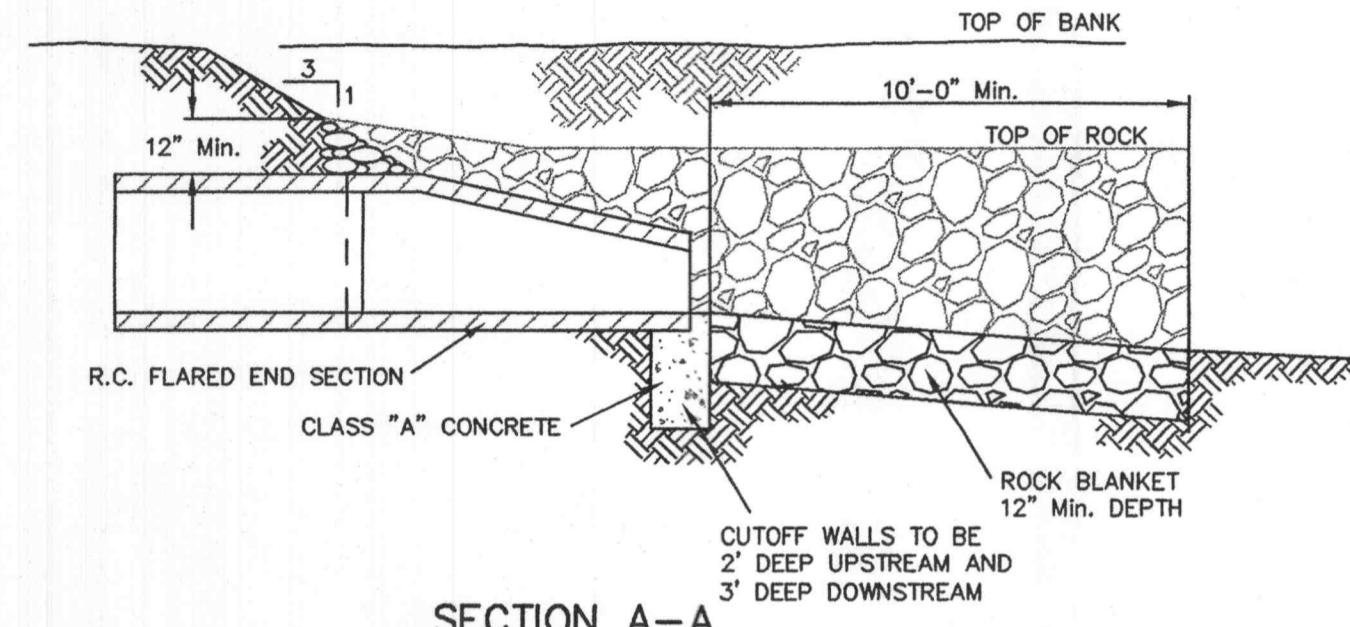 TOP OF BANK
3
1
10'-0" Min.
12" Min.
TOP OF ROCK
R.C. FLARED END SECTION
CLASS "A" CONCRETE
ROCK BLANKET
12" Min. DEPTH
CUTOFF WALLS TO BE
2' DEEP UPSTREAM AND
3' DEEP DOWNSTREAM
SECTION A-A